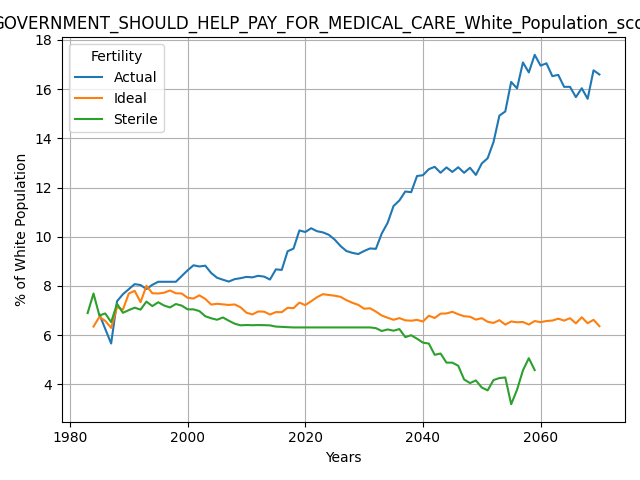 GOVERNMENT_SHOULD_HELP_PAY_FOR_MEDICAL_CARE_White_Population_sco
Fertility
Actual
Ideal
Sterile
% of White Population
18
16
14
12
10
8
6
4
1980 2000 2020 2040 2060
Years